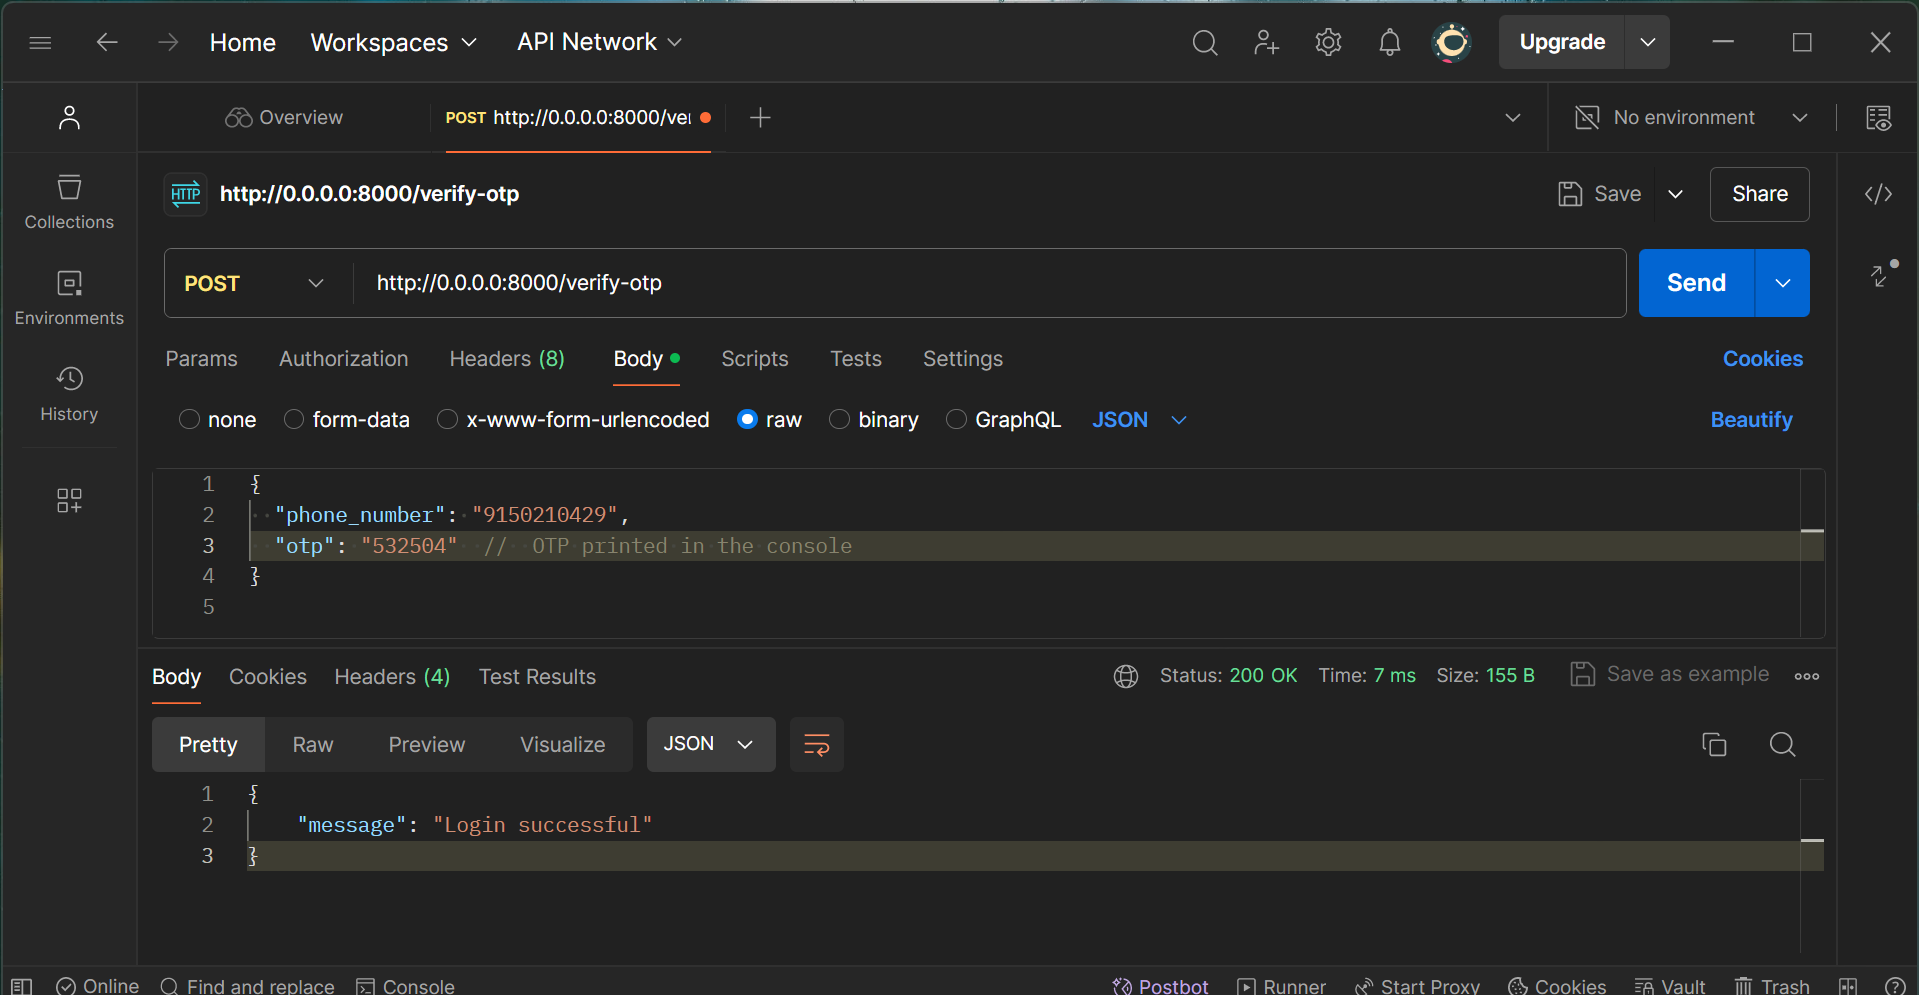 Home Workspaces API Network Upgrade
Overview POST http://0.0.0.0:8000/ve No environment
HTTP http://0.0.0.0:8000/verify-otp Save Share
Collections
POST http://0.0.0.0:8000/verify-otp Send
Environments
Params Authorization Headers (8) Body Scripts Tests Settings Cookies
History
none form-data x-www-form-urlencoded raw binary GraphQL JSON Beautify
1 {
2 "phone_number": "9150210429",
3 "otp": "532504" // OTP printed in the console
4 }
5
Body Cookies Headers (4) Test Results Status: 200 OK Time: 7 ms Size: 155 B Save as example
Pretty Raw Preview Visualize JSON
1 {
2 "message": "Login successful"
3 }
Online Find and replace Console Postbot Runner Start Proxy Cookies Vault Trash